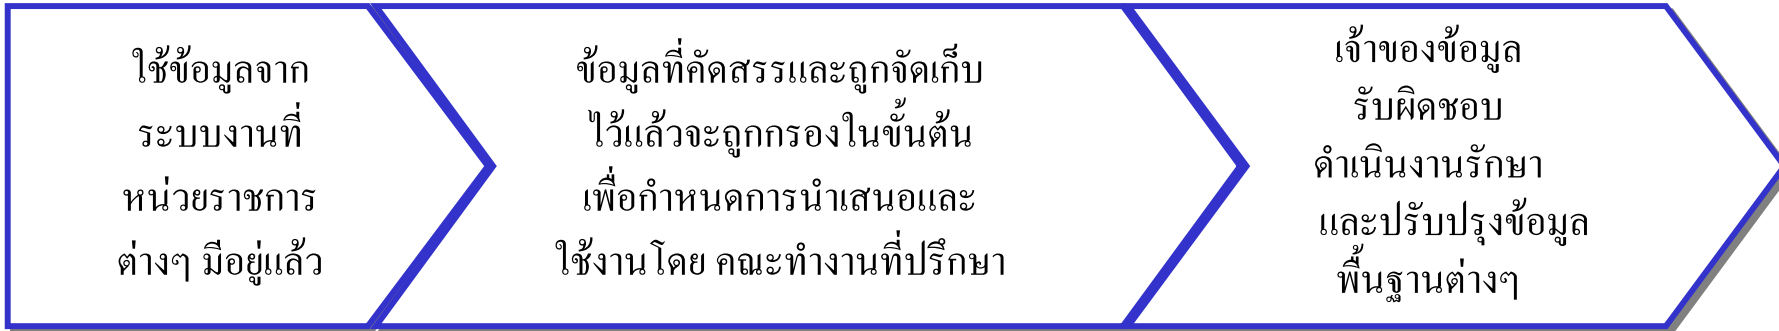 ใช้ข้อมูลจาก
ระบบงานที่
หน่วยราชการ
ต่างๆ มีอยู่แล้ว
ข้อมูลที่คัดสรรและถูกจัดเก็บ
ไว้แล้วจะถูกกรองในขั้นต้น
เพื่อกำหนดการนำเสนอและ
ใช้งานโดย คณะทำงานที่ปรึกษา
เจ้าของข้อมูล
รับผิดชอบ
ดำเนินงานรักษา
และปรับปรุงข้อมูล
พื้นฐานต่างๆ